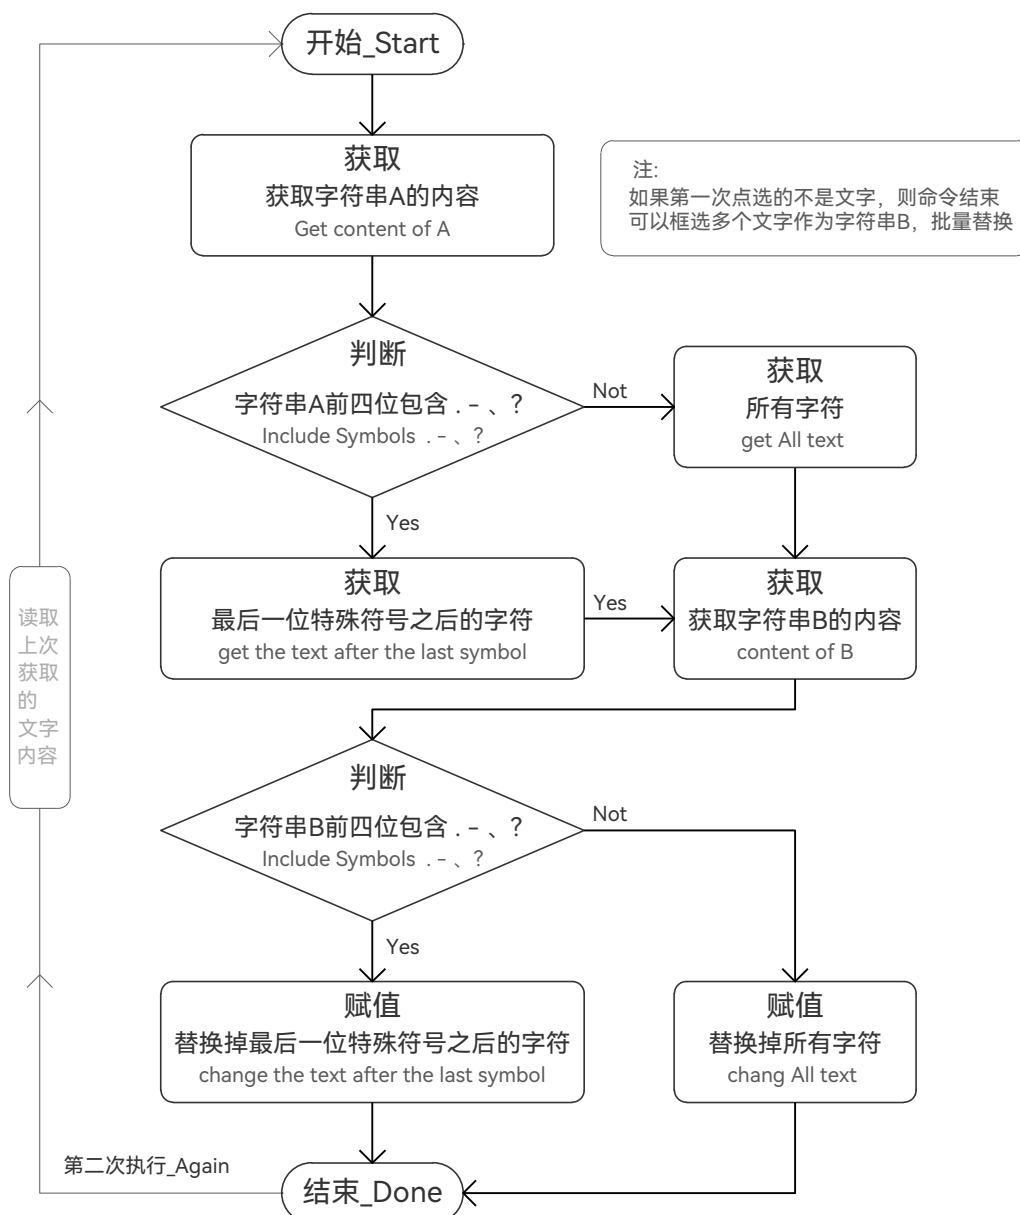 开始_Start
获取
获取字符串A的内容
Get content of A
注:
如果第一次点选的不是文字，则命令结束
可以框选多个文字作为字符串B，批量替换
判断
字符串A前四位包含 . - 、?
Include Symbols . - 、?
Not
获取
所有字符
get All text
Yes
获取
最后一位特殊符号之后的字符
get the text after the last symbol
Yes
获取
获取字符串B的内容
content of B
读取
上次
获取
的
文字
内容
判断
字符串B前四位包含 . - 、?
Include Symbols . - 、?
Not
Yes
赋值
替换掉最后一位特殊符号之后的字符
change the text after the last symbol
赋值
替换掉所有字符
chang All text
第二次执行_Again
结束_Done